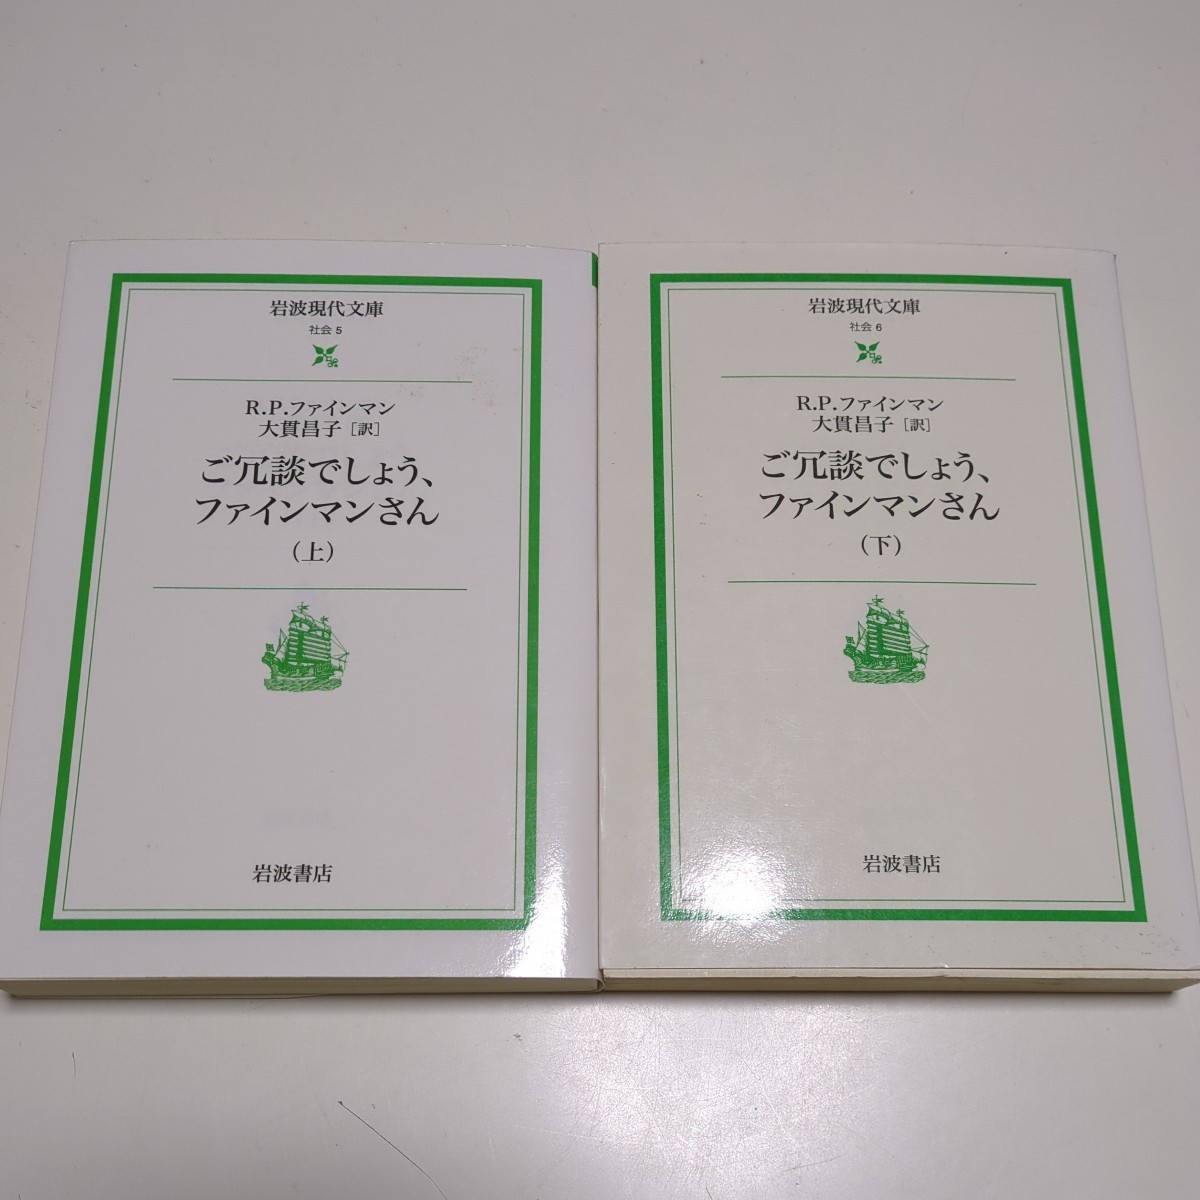 岩波現代文庫
社会 5
R.P.ファインマン
大貫昌子［訳］
ご冗談でしょう、
ファインマンさん
（上）
岩波書店
岩波現代文庫
社会 6
R.P.ファインマン
大貫昌子［訳］
ご冗談でしょう、
ファインマンさん
（下）
岩波書店